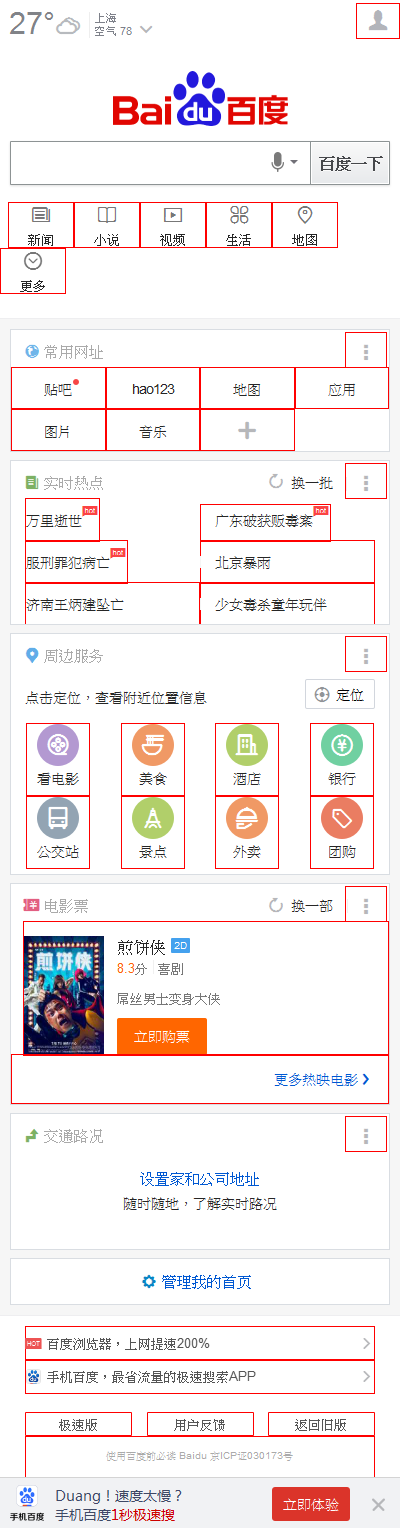 27°
上海
空气 78
Bai du 百度
百度一下
新闻 小说 视频 生活 地图
更多
常用网址
贴吧 hao123 地图 应用
图片 音乐
实时热点 换一批
万里逝世 hot 广东破获贩毒案 hot
服刑罪犯病亡 hot 北京暴雨
济南王炳建坠亡 少女毒杀童年玩伴
周边服务
点击定位，查看附近位置信息 定位
看电影 美食 酒店 银行
公交站 景点 外卖 团购
电影票 换一部
煎饼侠
煎饼侠 2D
8.3分 喜剧
屌丝男士变身大侠
立即购票
更多热映电影
交通路况
设置家和公司地址
随时随地，了解实时路况
管理我的首页
HOT 百度浏览器，上网提速200%
手机百度，最省流量的极速搜索APP
极速版 用户反馈 返回旧版
使用百度前必读 Baidu 京ICP证030173号
Duang！速度太慢？
手机百度 手机百度1秒极速搜
立即体验